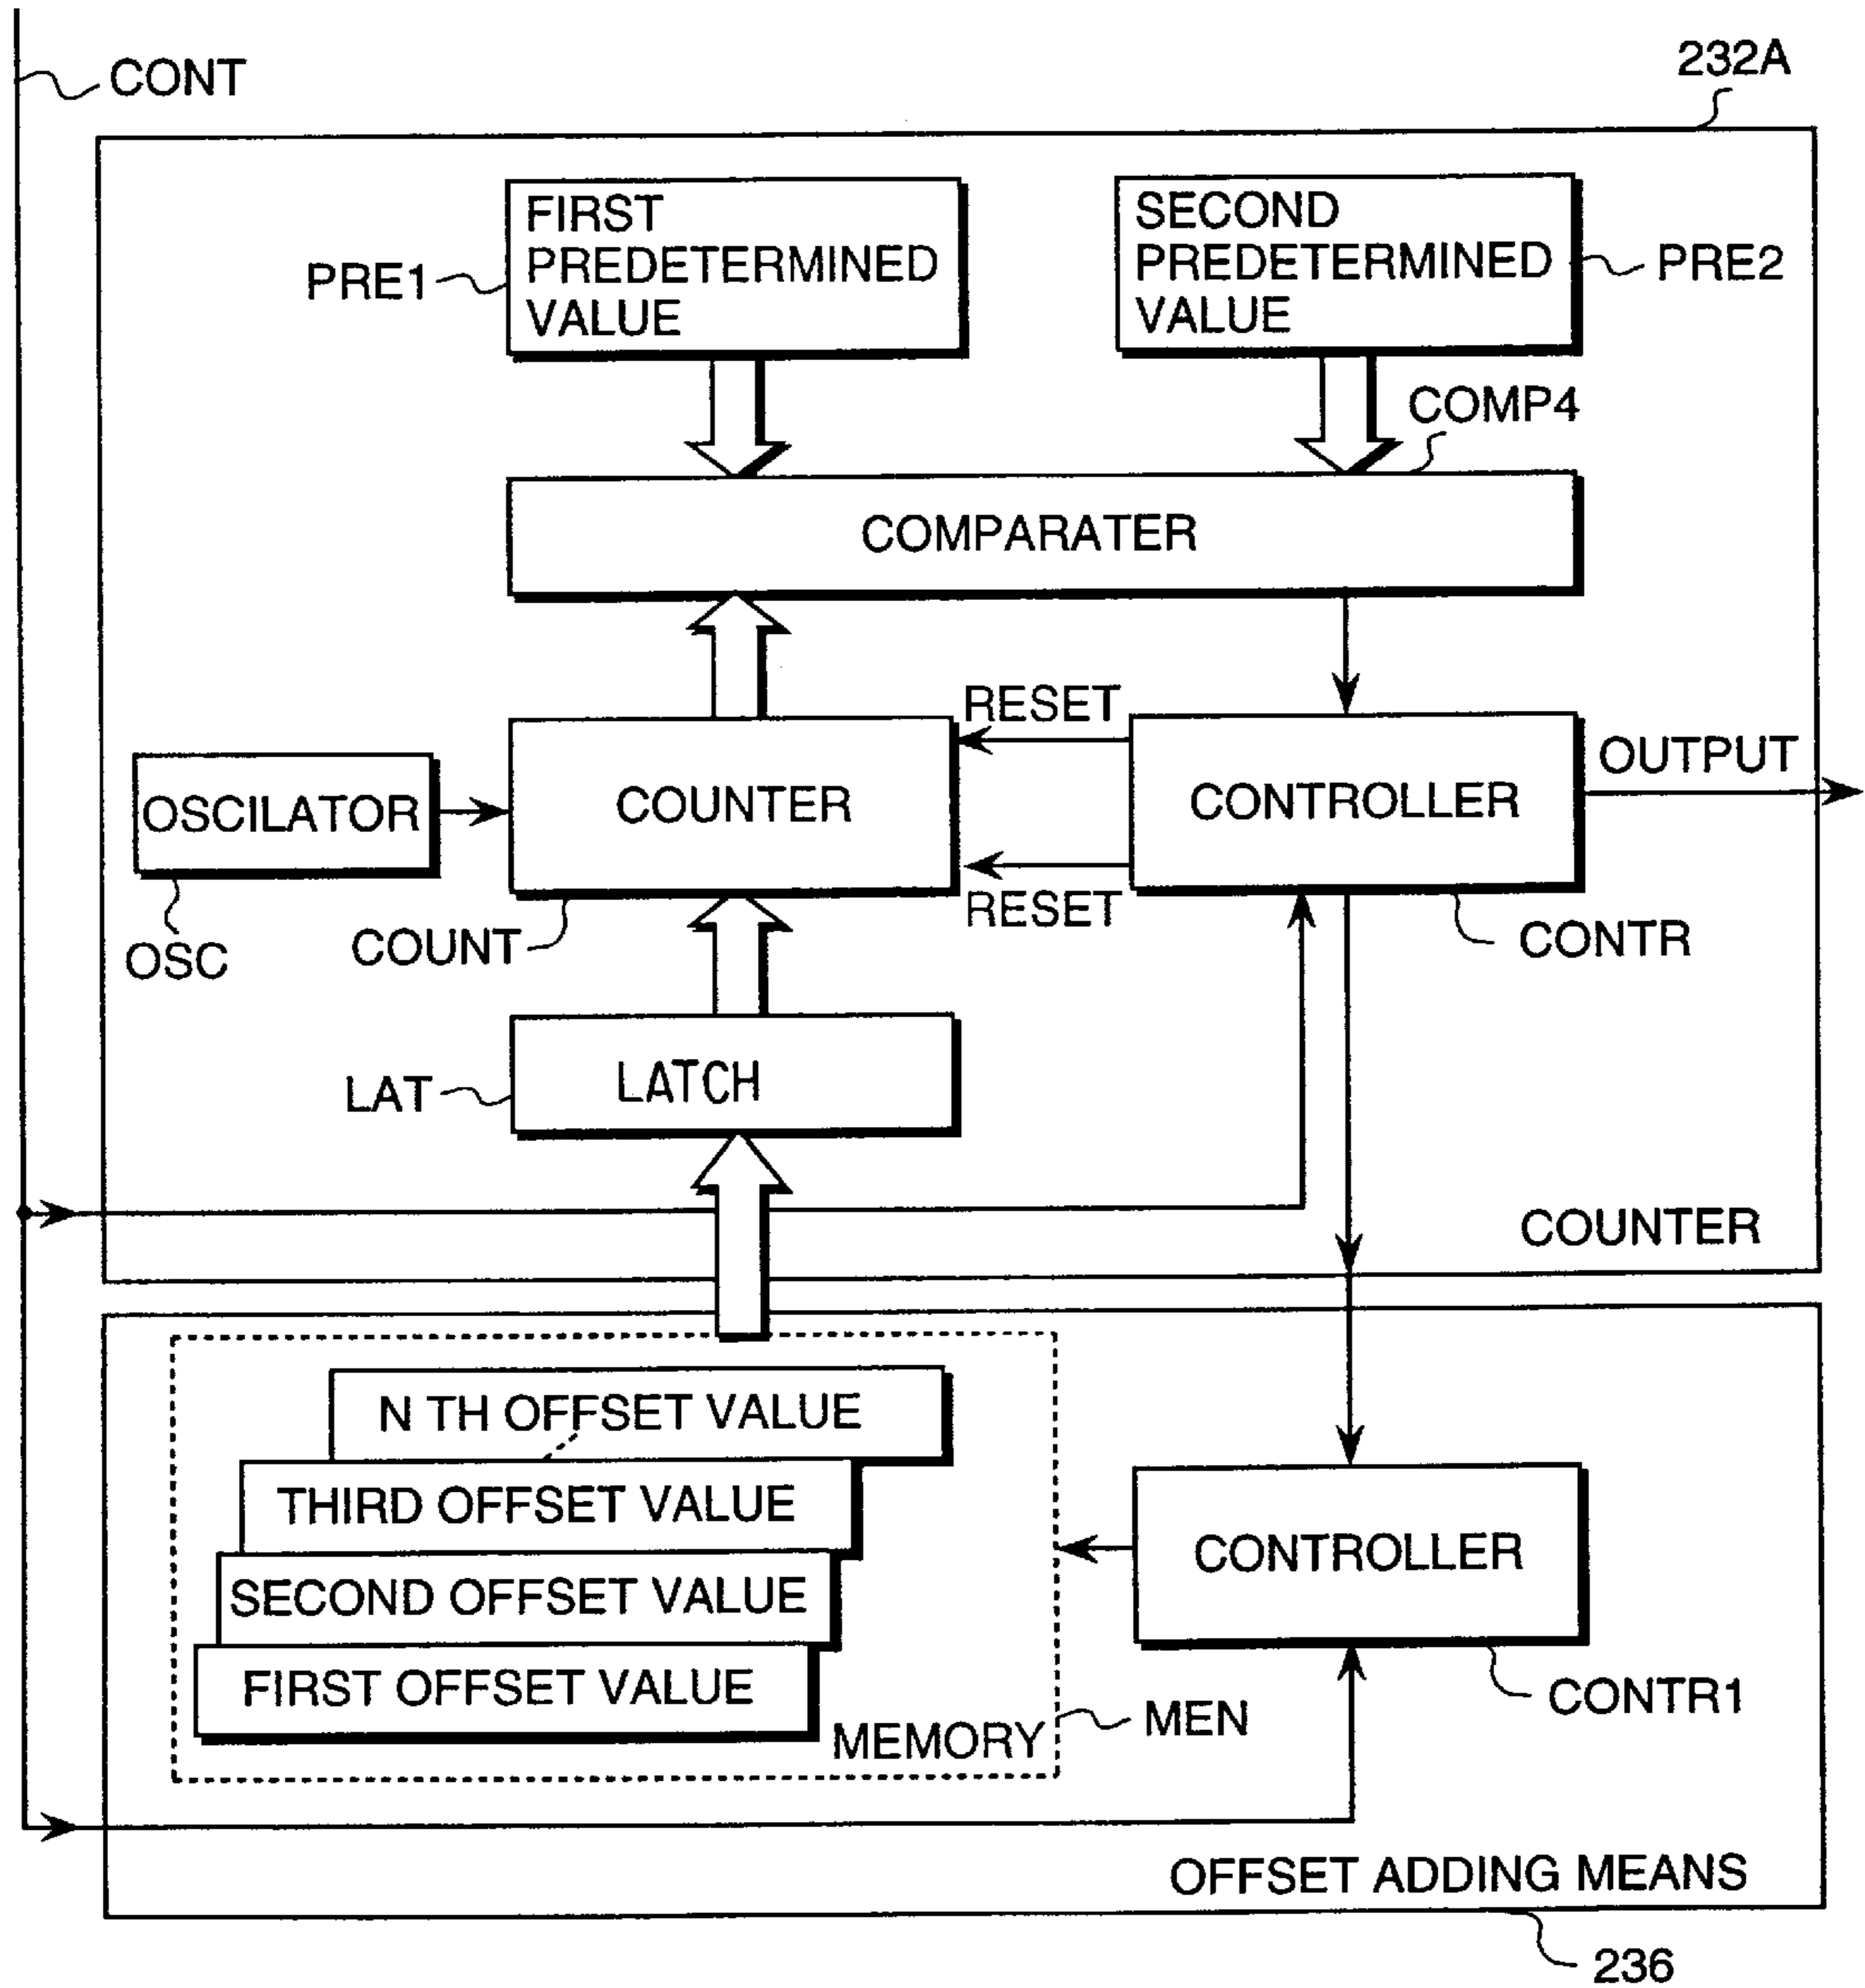 CONT
232A
FIRST
PREDETERMINED
VALUE
PRE1
SECOND
PREDETERMINED
VALUE
PRE2
COMP4
COMPARATER
RESET
OSCILATOR
COUNTER
CONTROLLER
OUTPUT
RESET
OSC
COUNT
CONTR
LAT
LATCH
COUNTER
N TH OFFSET VALUE
THIRD OFFSET VALUE
SECOND OFFSET VALUE
FIRST OFFSET VALUE
CONTROLLER
MEMORY
MEN
CONTR1
OFFSET ADDING MEANS
236